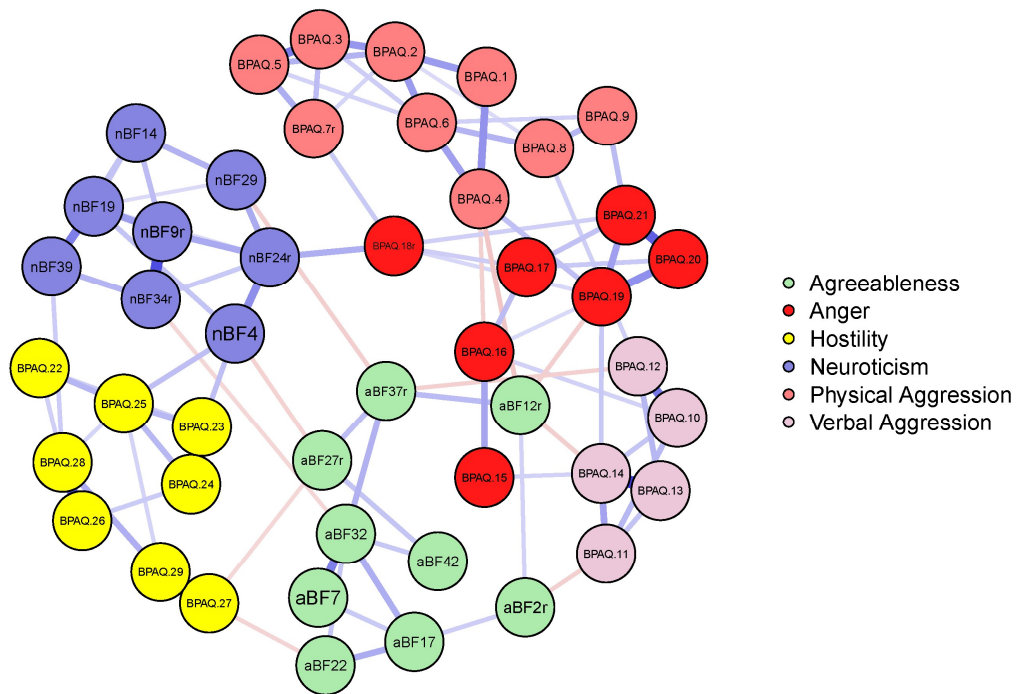 BPAQ.3
BPAQ.2
BPAQ.5
BPAQ.1
BPAQ.7r
BPAQ.6
BPAQ.9
BPAQ.8
nBF14
nBF29
BPAQ.4
nBF19
nBF9r
BPAQ.21
BPAQ.18r
nBF24r
nBF39
BPAQ.17
BPAQ.20
nBF34r
BPAQ.19
nBF4
BPAQ.16
BPAQ.22
BPAQ.12
aBF37r
BPAQ.25
aBF12r
BPAQ.10
BPAQ.23
aBF27r
BPAQ.28
BPAQ.24
BPAQ.15
BPAQ.14
BPAQ.13
BPAQ.26
aBF32
BPAQ.11
aBF42
BPAQ.29
aBF7
BPAQ.27
aBF2r
aBF17
aBF22
Agreeableness
Anger
Hostility
Neuroticism
Physical Aggression
Verbal Aggression